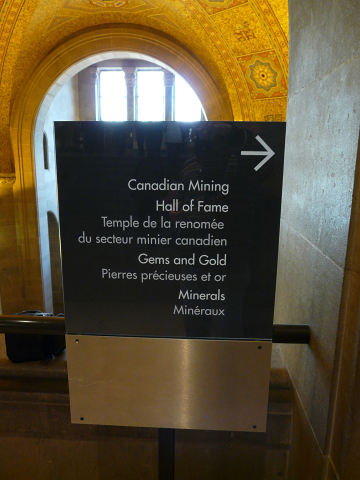 Canadian Mining
Hall of Fame
Temple de la renomée
du secteur minier canadien
Gems and Gold
Pierres précieuses et or
Minerals
Minéraux